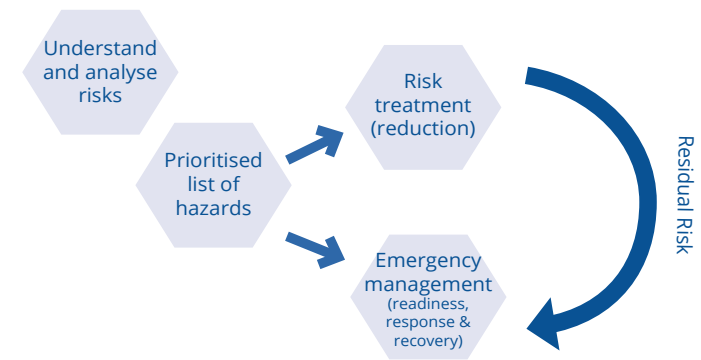 Understand
and analyse
risks
Prioritised
list of
hazards
Risk
treatment
(reduction)
Emergency
management
(readiness,
response &
recovery)
Residual Risk